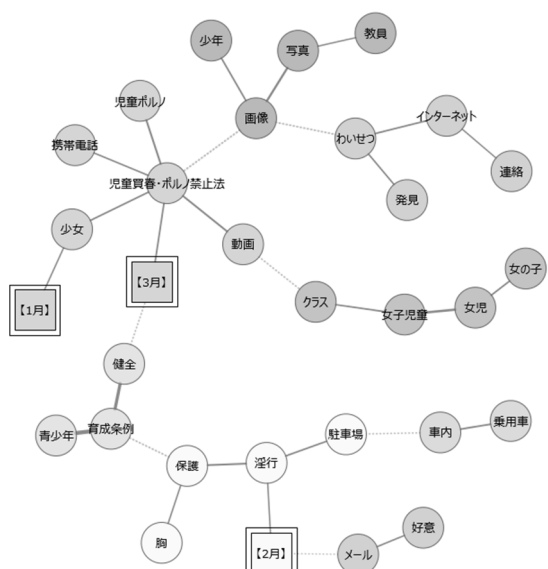 少年
写真
教員
児童ポルノ
画像
わいせつ
インターネット
携帯電話
児童買春・ポルノ禁止法
発見
連絡
少女
動画
【3月】
【1月】
クラス
女子児童
女児
女の子
健全
青少年
育成条例
保護
淫行
駐車場
車内
乗用車
胸
【2月】
メール
好意